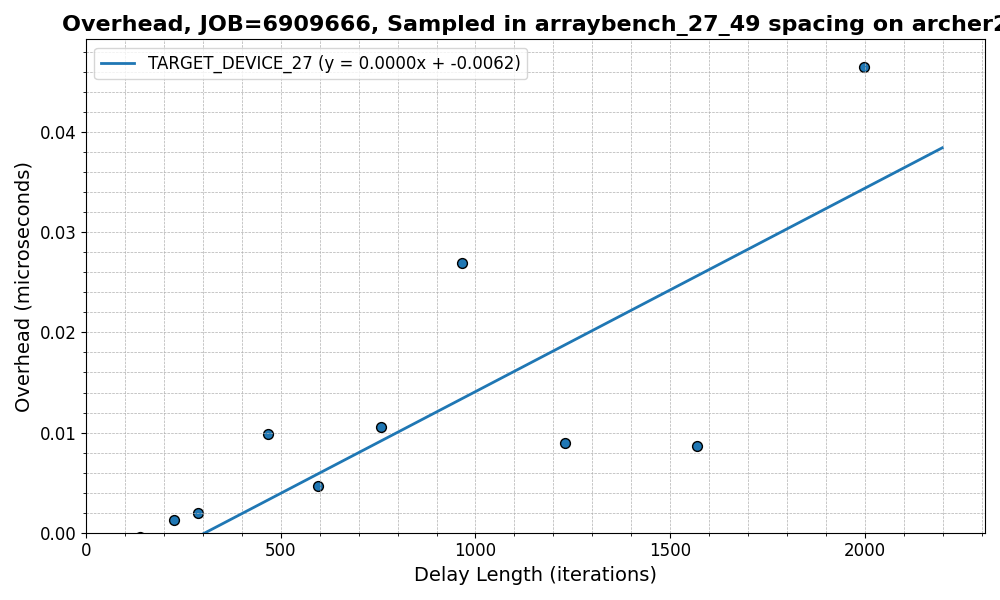 Overhead, JOB=6909666, Sampled in arraybench_27_49 spacing on archer2
TARGET_DEVICE_27 (y = 0.0000x + -0.0062)
Overhead (microseconds)
0.04
0.03
0.02
0.01
0.00
0 500 1000 1500 2000
Delay Length (iterations)